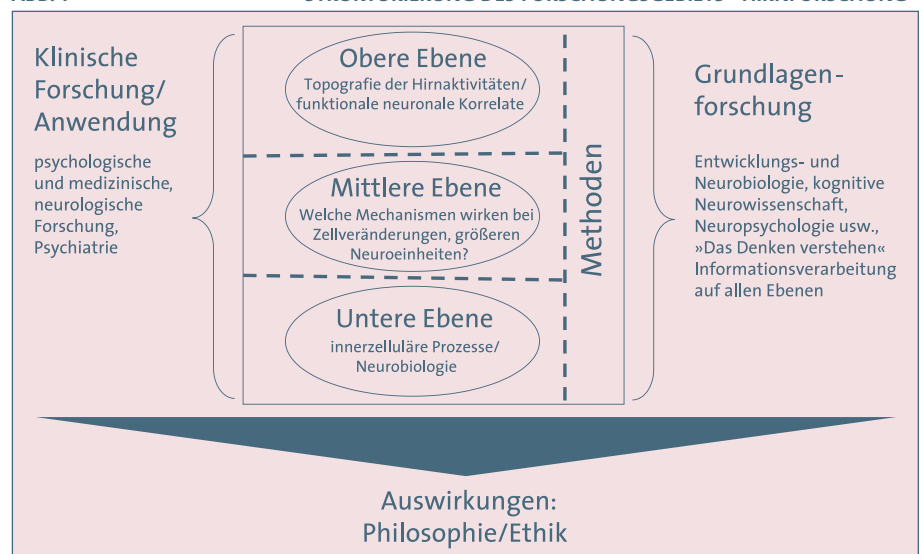 Klinische
Forschung/
Anwendung
psychologische
und medizinische,
neurologische
Forschung,
Psychiatrie
Obere Ebene
Topografie der Hirnaktivitäten/
funktionale neuronale Korrelate
Mittlere Ebene
Welche Mechanismen wirken bei
Zellveränderungen, größeren
Neuroeinheiten?
Untere Ebene
innerzelluläre Prozesse/
Neurobiologie
Methoden
Grundlagen-
forschung
Entwicklungs- und
Neurobiologie, kognitive
Neurowissenschaft,
Neuropsychologie usw.,
»Das Denken verstehen«
Informationsverarbeitung
auf allen Ebenen
Auswirkungen:
Philosophie/Ethik